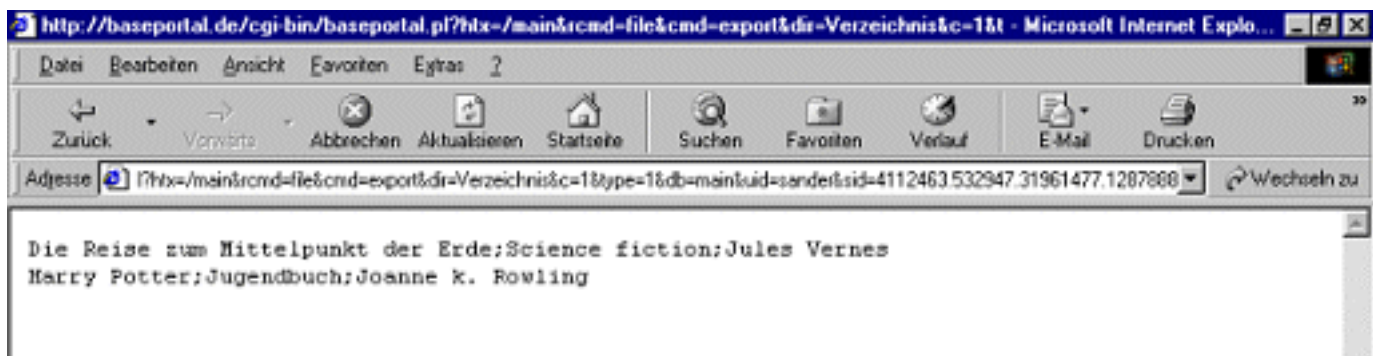 http://baseportal.de/cgi-bin/baseportal.pl?htx=/main&rcmd=file&cmd=export&dir=Verzeichnis&c=1&t - Microsoft Internet Explo...
Datei Bearbeiten Ansicht Favoriten Extras ?
Zurück Vorwärts Abbrechen Aktualisieren Startseite Suchen Favoriten Verlauf E-Mail Drucken »
Adresse l?htx=/main&rcmd=file&cmd=export&dir=Verzeichnis&c=1&type=1&db=main&uid=sander&sid=4112463.532947.31961477.1287888 Wechseln zu
Die Reise zum Mittelpunkt der Erde;Science fiction;Jules Vernes
Harry Potter;Jugendbuch;Joanne k. Rowling